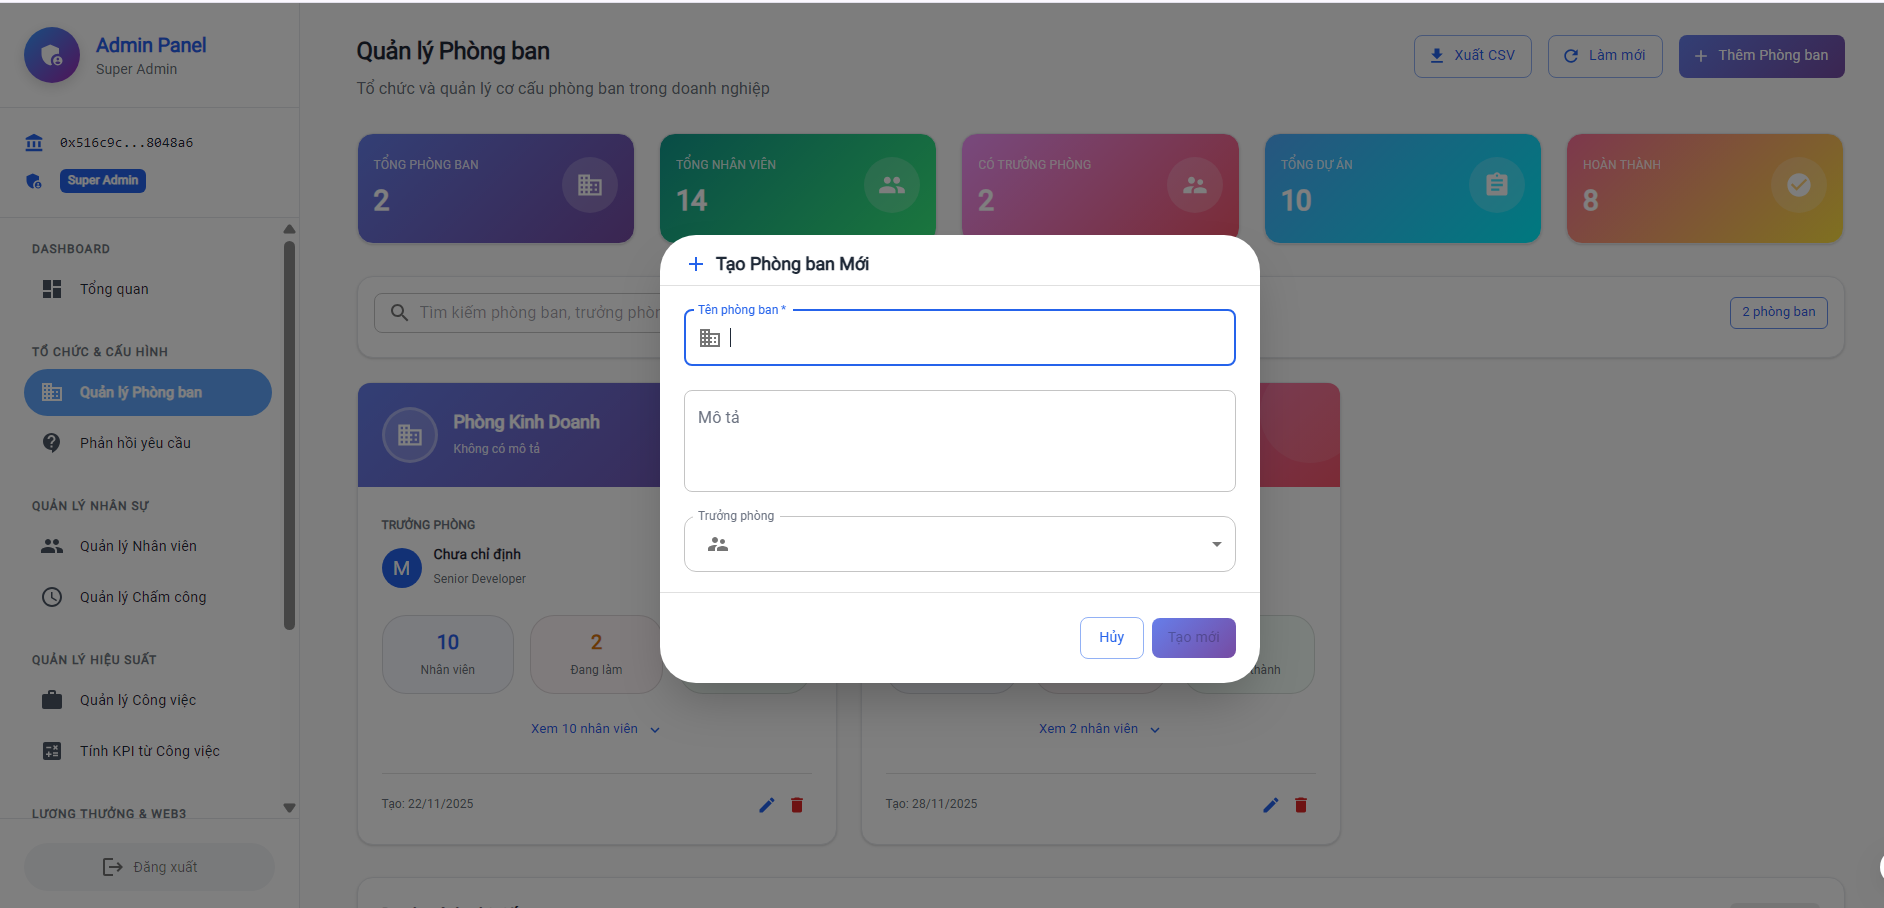 Admin Panel
Super Admin
0x516c9c...8048a6
Super Admin
DASHBOARD
Tổng quan
TỔ CHỨC & CẤU HÌNH
Quản lý Phòng ban
Phản hồi yêu cầu
QUẢN LÝ NHÂN SỰ
Quản lý Nhân viên
Quản lý Chấm công
QUẢN LÝ HIỆU SUẤT
Quản lý Công việc
Tính KPI từ Công việc
LƯƠNG THƯỞNG & WEB3
Đăng xuất
Quản lý Phòng ban
Tổ chức và quản lý cơ cấu phòng ban trong doanh nghiệp
Xuất CSV
Làm mới
Thêm Phòng ban
TỔNG PHÒNG BAN
2
TỔNG NHÂN VIÊN
14
CÓ TRƯỞNG PHÒNG
2
TỔNG DỰ ÁN
10
HOÀN THÀNH
8
Tìm kiếm phòng ban, trưởng phòn
2 phòng ban
Tạo Phòng ban Mới
Tên phòng ban *
Mô tả
Trưởng phòng
Hủy
Tạo mới
Phòng Kinh Doanh
Không có mô tả
TRƯỞNG PHÒNG
M
Chưa chỉ định
Senior Developer
10
Nhân viên
2
Đang làm
Xem 10 nhân viên
Tạo: 22/11/2025
hành
Xem 2 nhân viên
Tạo: 28/11/2025